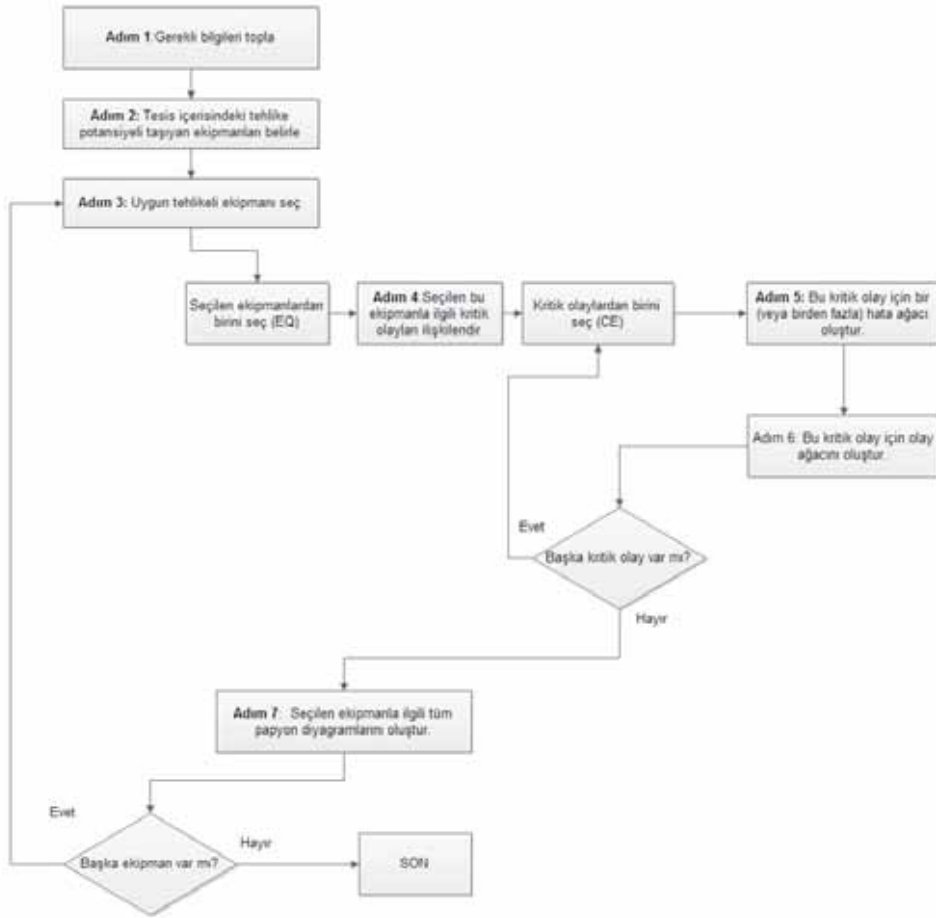 Adım 1:Gerekli bilgileri topla
Adım 2: Tesis içerisindeki tehlike
potansiyeli taşıyan ekipmanları belirle
Adım 3: Uygun tehlikeli ekipmanı seç
Seçilen ekipmanlardan
birini seç (EQ)
Adım 4:Seçilen bu
ekipmanla ilgili kritik
olayları ilişkilendir
Kritik olaylardan birini
seç (CE)
Adım 5: Bu kritik olay için bir
(veya birden fazla) hata ağacı
oluştur.
Adım 6: Bu kritik olay için olay
ağacını oluştur.
Evet
Başka kritik olay var mı?
Hayır
Adım 7: Seçilen ekipmanla ilgili tüm
papyon diyagramlarını oluştur.
Evet
Başka ekipman var mı?
Hayır
SON